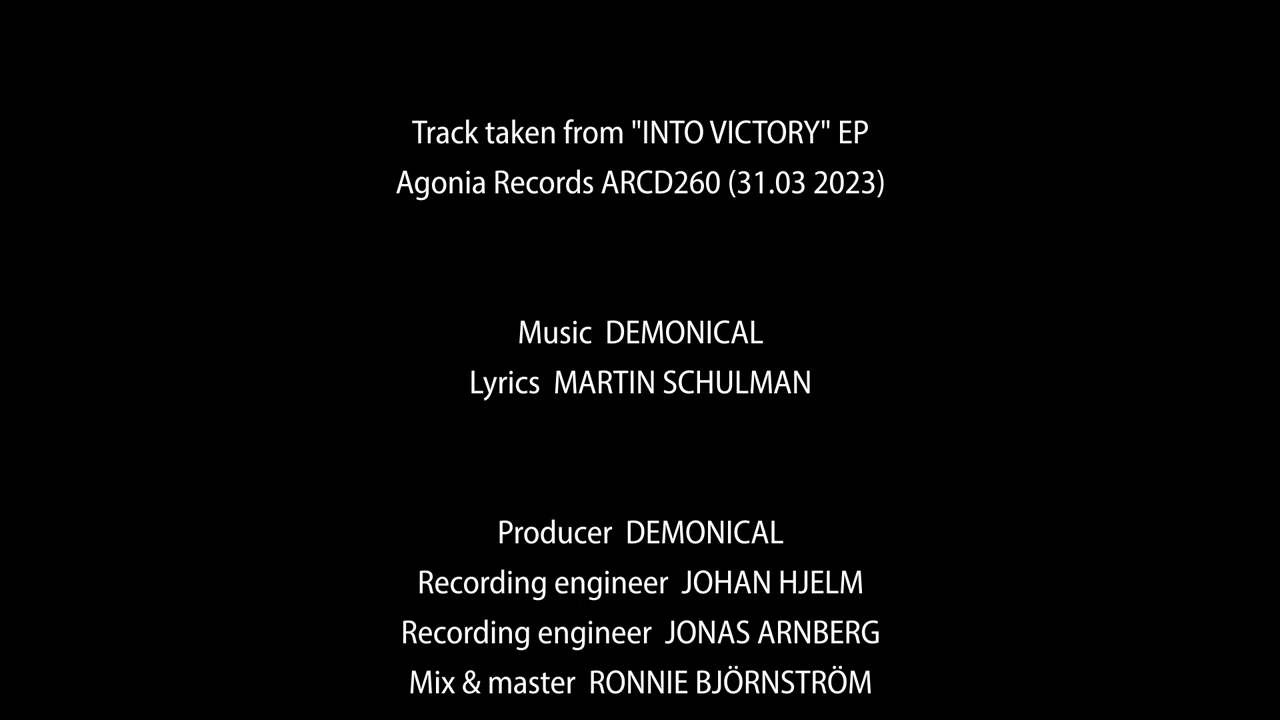 Track taken from "INTO VICTORY" EP
Agonia Records ARCD260 (31.03 2023)
Music DEMONICAL
Lyrics MARTIN SCHULMAN
Producer DEMONICAL
Recording engineer JOHAN HJELM
Recording engineer JONAS ARNBERG
Mix & master RONNIE BJÖRNSTRÖM